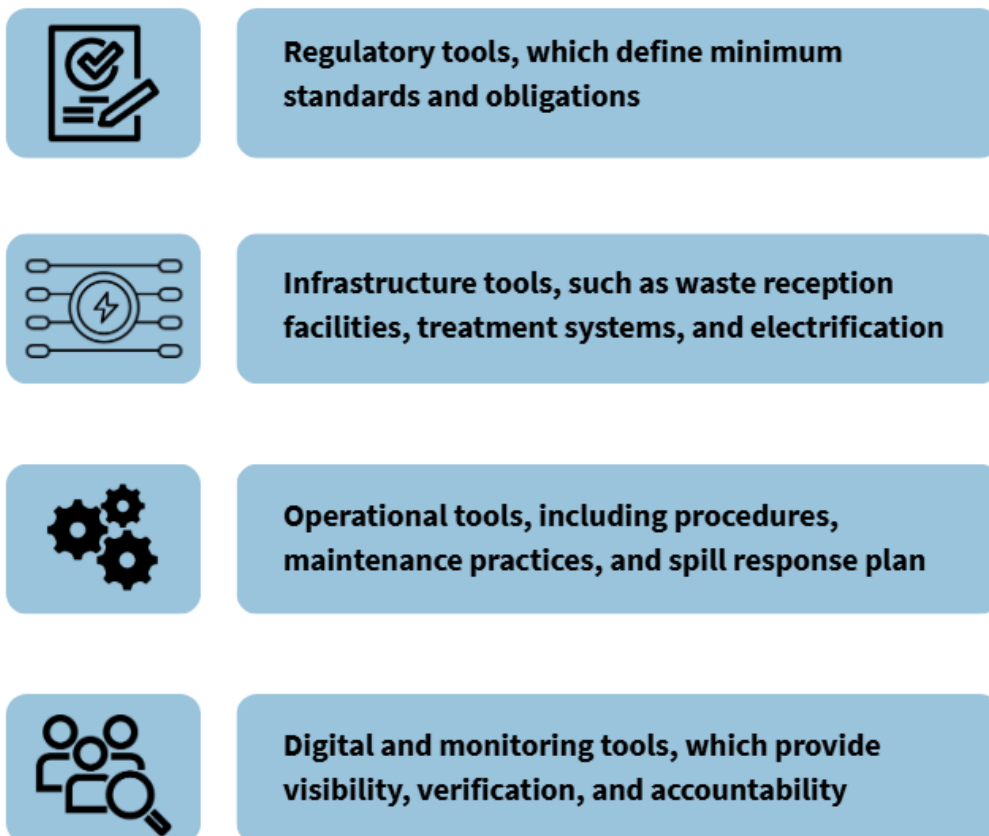 Regulatory tools, which define minimum
standards and obligations
Infrastructure tools, such as waste reception
facilities, treatment systems, and electrification
Operational tools, including procedures,
maintenance practices, and spill response plan
Digital and monitoring tools, which provide
visibility, verification, and accountability